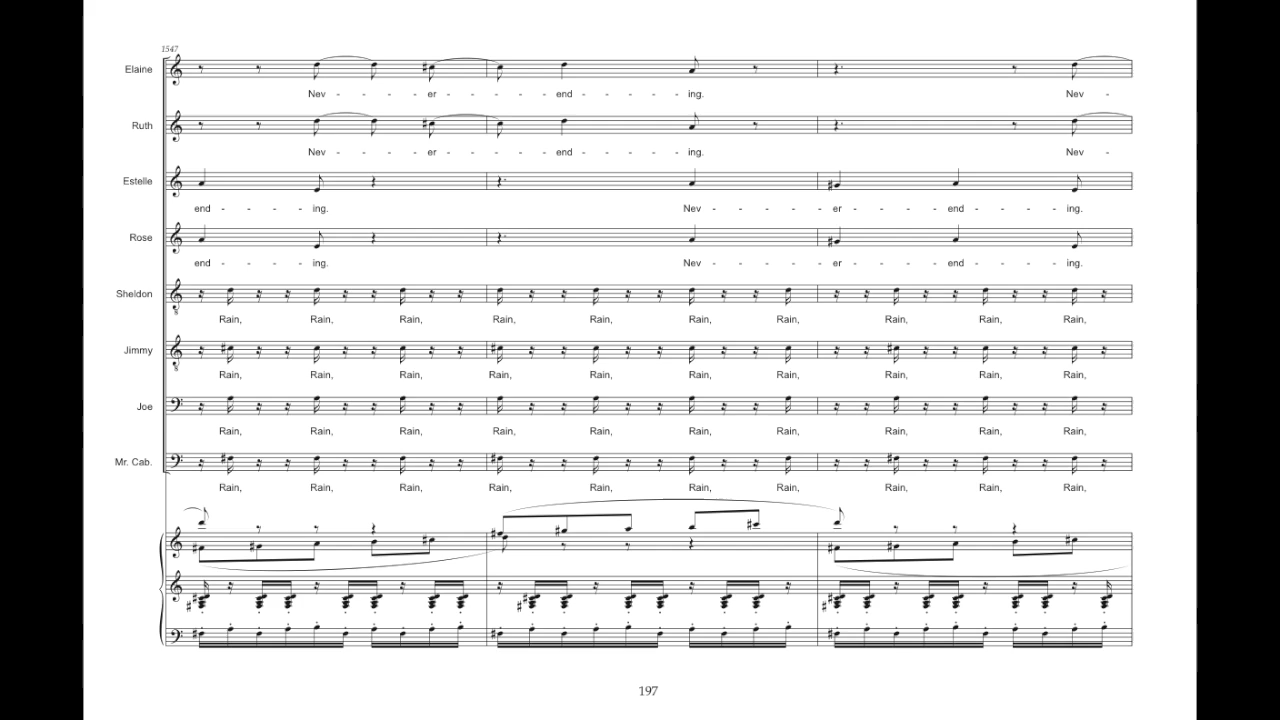 1547
Elaine
Nev - - - er - - - end - - - - ing. Nev -
Ruth
Nev - - - er - - - end - - - - ing. Nev -
Estelle
end - - - - ing. Nev - - - - er - - - end - - - - ing.
Rose
end - - - - ing. Nev - - - - er - - - end - - - - ing.
Sheldon
Rain, Rain, Rain, Rain, Rain, Rain, Rain, Rain, Rain, Rain,
Jimmy
Rain, Rain, Rain, Rain, Rain, Rain, Rain, Rain, Rain, Rain,
Joe
Rain, Rain, Rain, Rain, Rain, Rain, Rain, Rain, Rain, Rain,
Mr. Cab.
Rain, Rain, Rain, Rain, Rain, Rain, Rain, Rain, Rain, Rain,
197